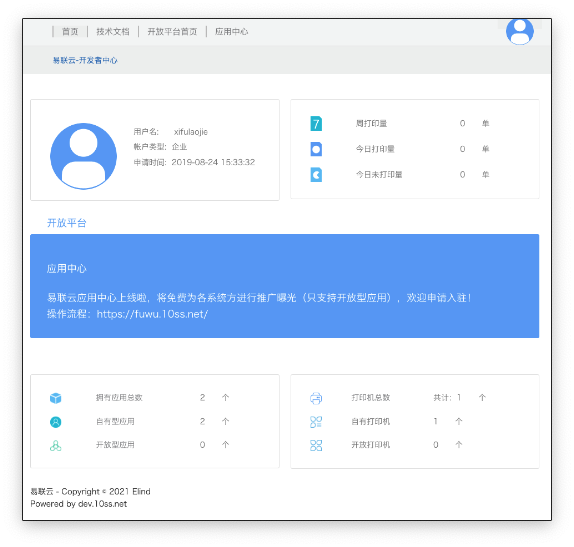 首页 技术文档 开放平台首页 应用中心
易联云-开发者中心
用户名: xifulaojie
帐户类型: 企业
申请时间: 2019-08-24 15:33:32
7 周打印量 0 单
今日打印量 0 单
今日未打印量 0 单
开放平台
应用中心
易联云应用中心上线啦，将免费为各系统方进行推广曝光（只支持开放型应用），欢迎申请入驻！
操作流程：https://fuwu.10ss.net/
拥有应用总数 2 个
自有型应用 2 个
开放型应用 0 个
打印机总数 共计: 1 个
自有打印机 1 个
开放打印机 0 个
易联云 - Copyright © 2021 Elind
Powered by dev.10ss.net